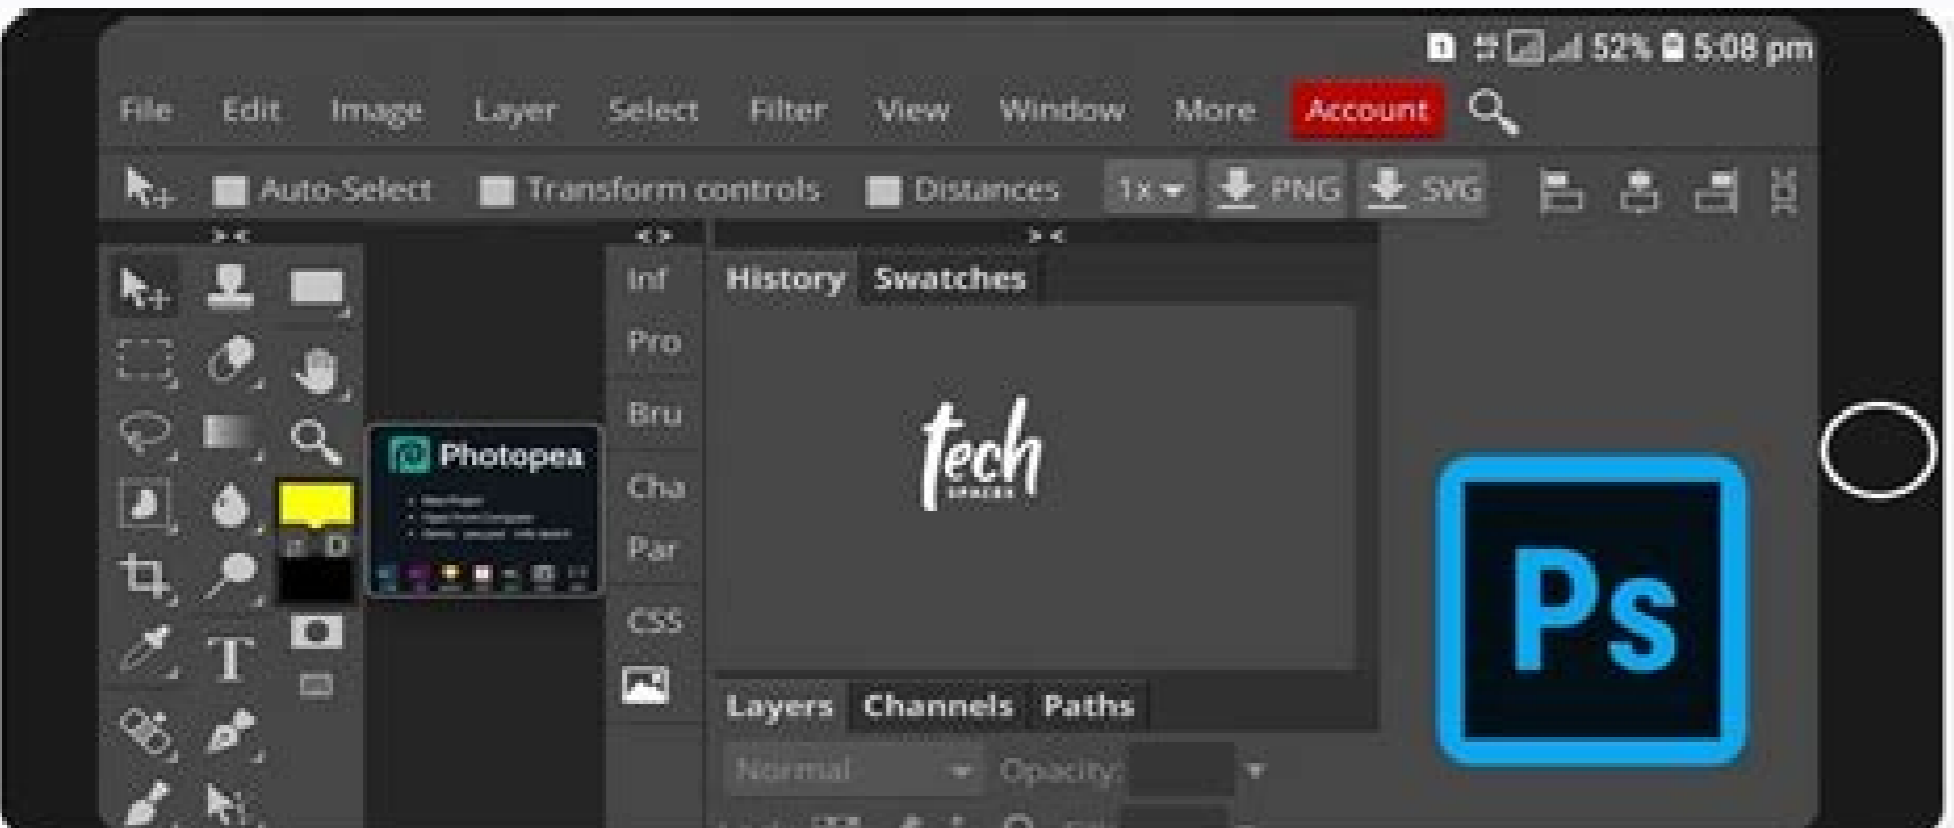 52% 5:08 pm
File Edit Image Layer Select Filter View Window More Account
Auto-Select Transform controls Distances 1x PNG SVG
> < < > > <
Inf
History Swatches
Pro
Bru
Photopea
tech
SPACES
Cha
Par
CSS
D
T
Ps
Layers Channels Paths
Normal Opacity: